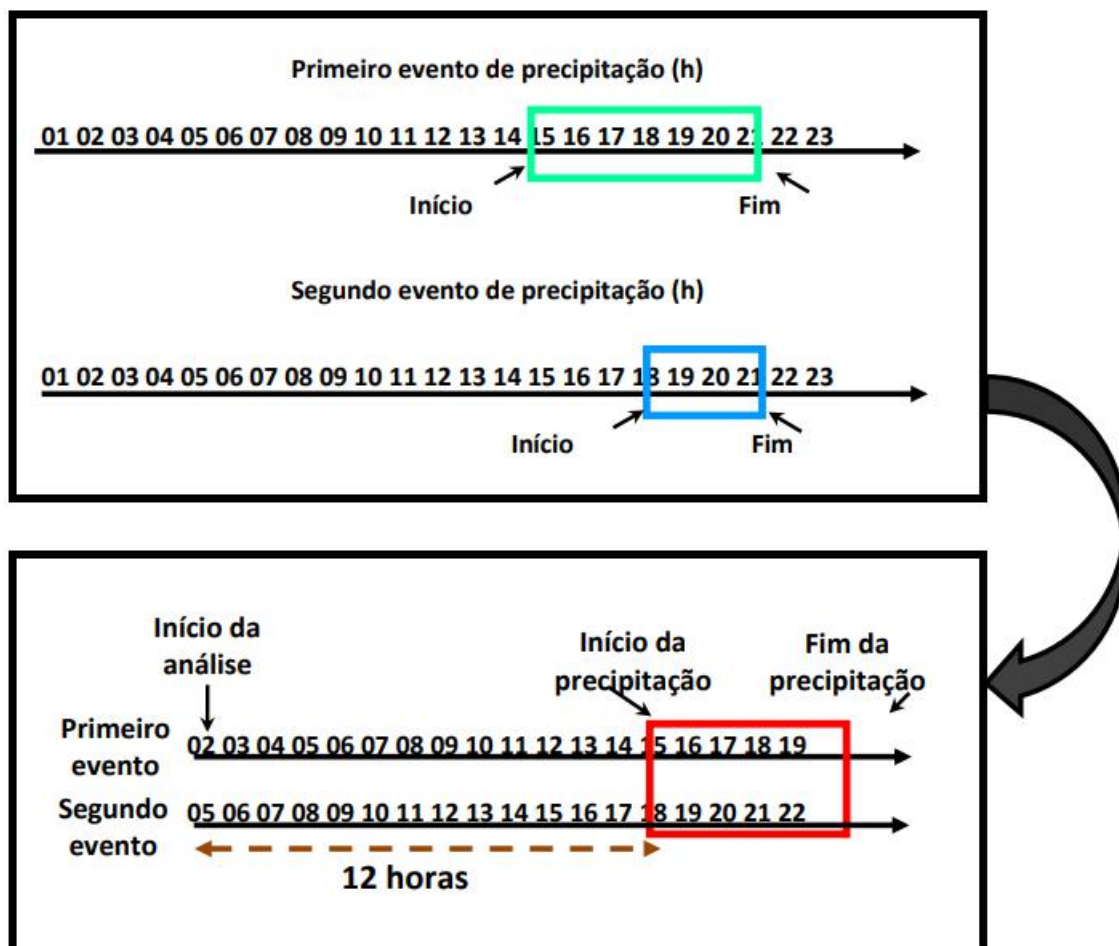 Primeiro evento de precipitação (h)
01 02 03 04 05 06 07 08 09 10 11 12 13 14 15 16 17 18 19 20 21 22 23
Início
Fim
Segundo evento de precipitação (h)
01 02 03 04 05 06 07 08 09 10 11 12 13 14 15 16 17 18 19 20 21 22 23
Início
Fim
Início da
análise
Início da
precipitação
Fim da
precipitação
Primeiro
evento
02 03 04 05 06 07 08 09 10 11 12 13 14 15 16 17 18 19
Segundo
evento
05 06 07 08 09 10 11 12 13 14 15 16 17 18 19 20 21 22
12 horas